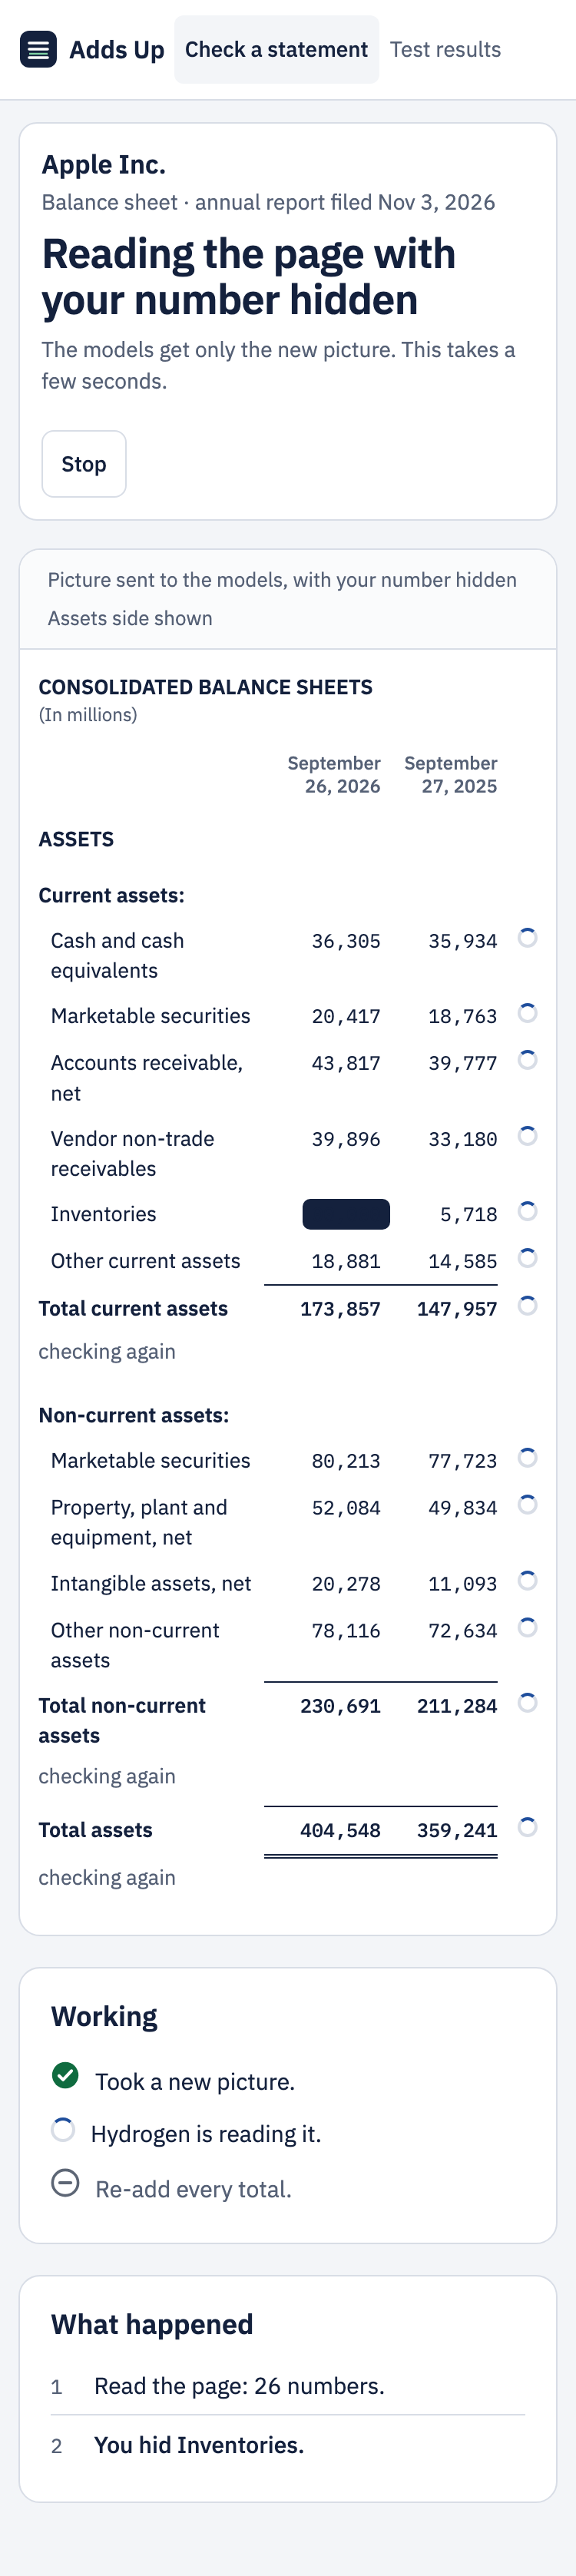 Adds Up Check a statement Test results
Apple Inc.
Balance sheet · annual report filed Nov 3, 2026
Reading the page with
your number hidden
The models get only the new picture. This takes a
few seconds.
Stop
Picture sent to the models, with your number hidden
Assets side shown
CONSOLIDATED BALANCE SHEETS
(In millions)
September September
26, 2026 27, 2025
ASSETS
Current assets:
Cash and cash 36,305 35,934
equivalents
Marketable securities 20,417 18,763
Accounts receivable, 43,817 39,777
net
Vendor non-trade 39,896 33,180
receivables
Inventories 5,718
Other current assets 18,881 14,585
Total current assets 173,857 147,957
checking again
Non-current assets:
Marketable securities 80,213 77,723
Property, plant and 52,084 49,834
equipment, net
Intangible assets, net 20,278 11,093
Other non-current 78,116 72,634
assets
Total non-current 230,691 211,284
assets
checking again
Total assets 404,548 359,241
checking again
Working
Took a new picture.
Hydrogen is reading it.
Re-add every total.
What happened
1 Read the page: 26 numbers.
2 You hid Inventories.